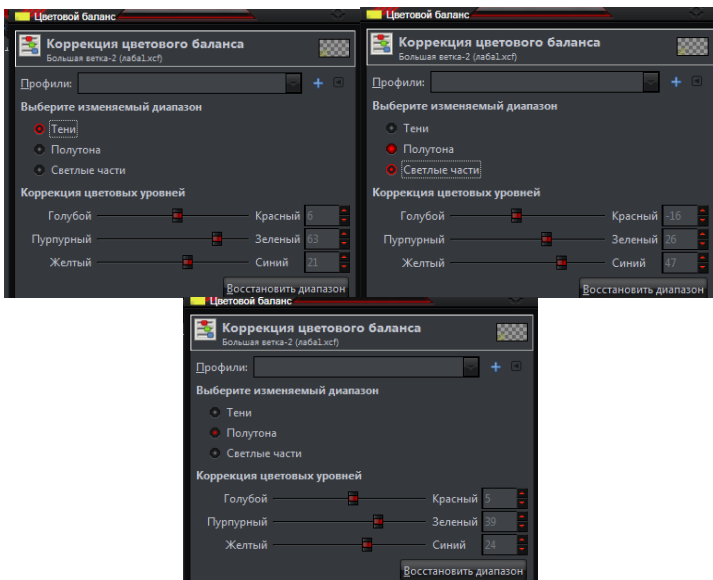 Цветовой баланс
Коррекция цветового баланса
Большая ветка-2 (лаба1.xcf)
Профили:
Выберите изменяемый диапазон
Тени
Полутона
Светлые части
Коррекция цветовых уровней
Голубой Красный 6
Пурпурный Зеленый 63
Желтый Синий 21
Восстановить диапазон
Цветовой баланс
Коррекция цветового баланса
Большая ветка-2 (лаба1.xcf)
Профили:
Выберите изменяемый диапазон
Тени
Полутона
Светлые части
Коррекция цветовых уровней
Голубой Красный -16
Пурпурный Зеленый 26
Желтый Синий 47
Восстановить диапазон
Цветовой баланс
Коррекция цветового баланса
Большая ветка-2 (лаба1.xcf)
Профили:
Выберите изменяемый диапазон
Тени
Полутона
Светлые части
Коррекция цветовых уровней
Голубой Красный 5
Пурпурный Зеленый 39
Желтый Синий 24
Восстановить диапазон